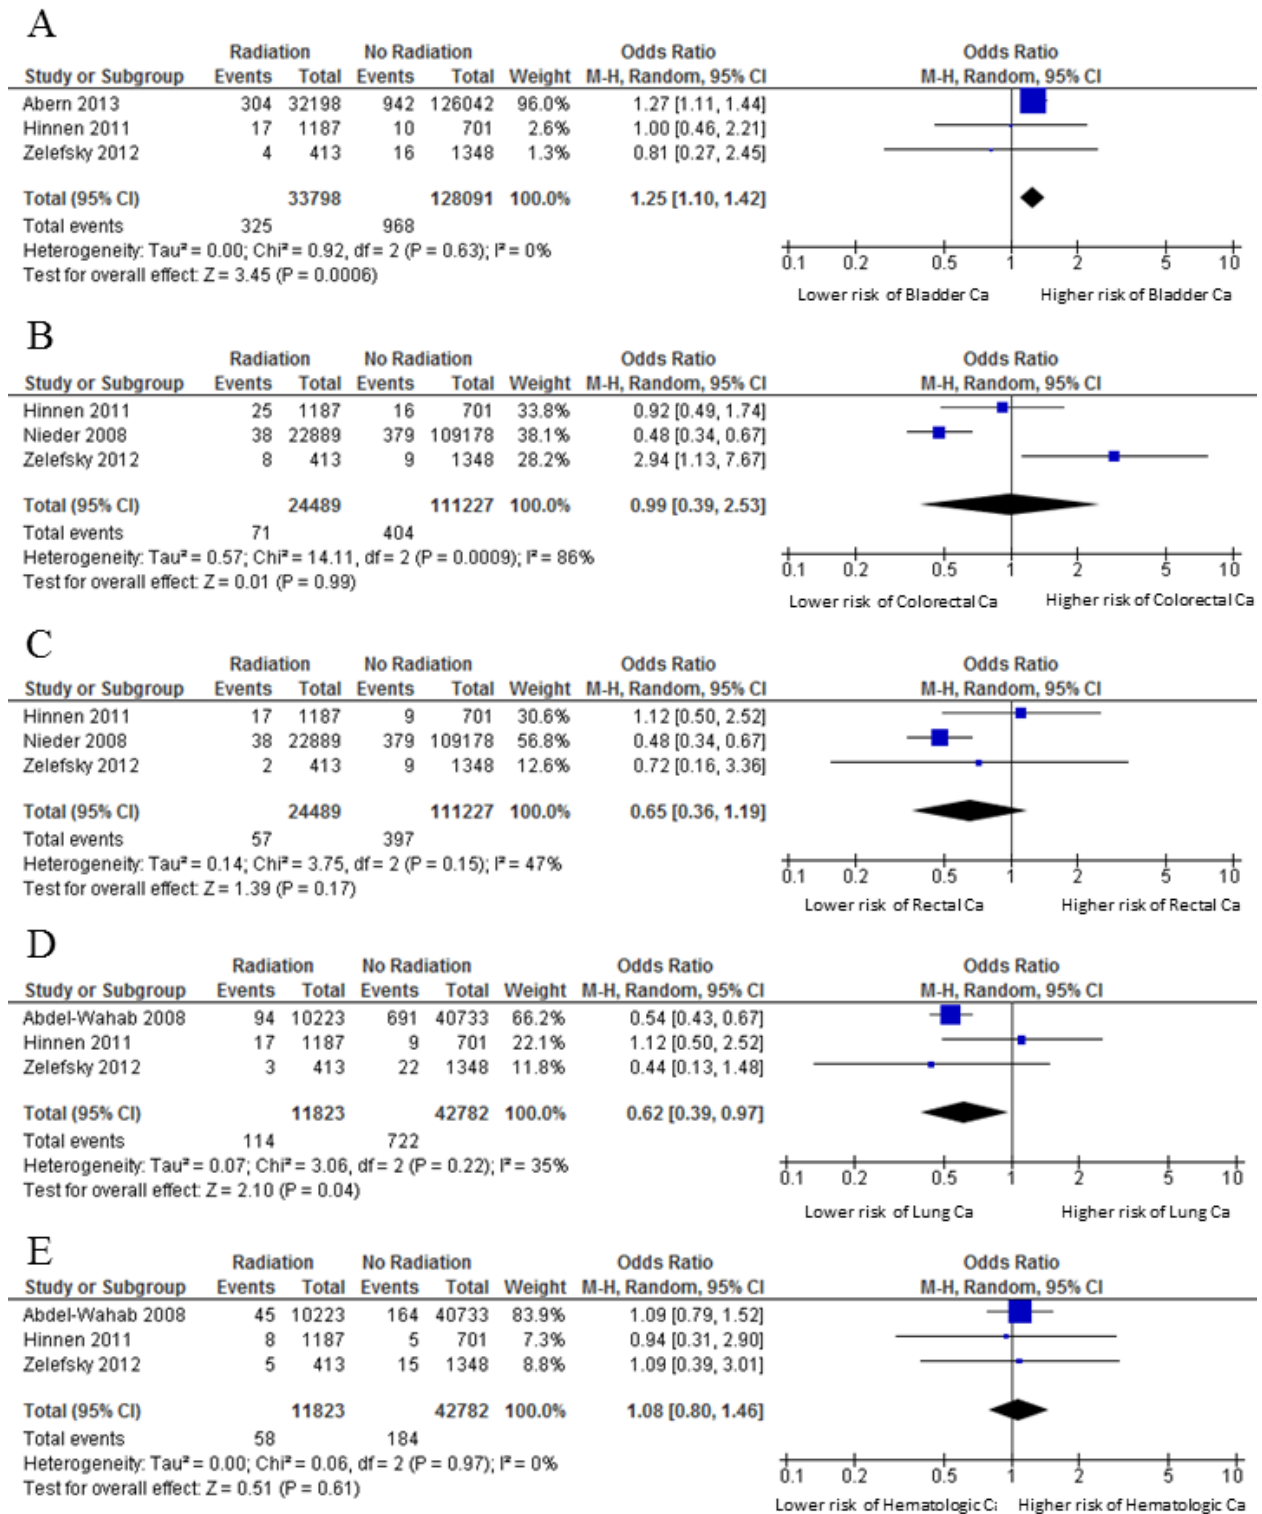 A
Radiation No Radiation Odds Ratio Odds Ratio
Study or Subgroup Events Total Events Total Weight M-H, Random, 95% CI M-H, Random, 95% CI
Abern 2013 304 32198 942 126042 96.0% 1.27 [1.11, 1.44]
Hinnen 2011 17 1187 10 701 2.6% 1.00 [0.46, 2.21]
Zelefsky 2012 4 413 16 1348 1.3% 0.81 [0.27, 2.45]
Total (95% CI) 33798 128091 100.0% 1.25 [1.10, 1.42]
Total events 325 968
Heterogeneity: Tau² = 0.00; Chi² = 0.92, df = 2 (P = 0.63); I² = 0%
Test for overall effect: Z = 3.45 (P = 0.0006)
0.1 0.2 0.5 1 2 5 10
Lower risk of Bladder Ca Higher risk of Bladder Ca
B
Radiation No Radiation Odds Ratio Odds Ratio
Study or Subgroup Events Total Events Total Weight M-H, Random, 95% CI M-H, Random, 95% CI
Hinnen 2011 25 1187 16 701 33.8% 0.92 [0.49, 1.74]
Nieder 2008 38 22889 379 109178 38.1% 0.48 [0.34, 0.67]
Zelefsky 2012 8 413 9 1348 28.2% 2.94 [1.13, 7.67]
Total (95% CI) 24489 111227 100.0% 0.99 [0.39, 2.53]
Total events 71 404
Heterogeneity: Tau² = 0.57; Chi² = 14.11, df = 2 (P = 0.0009); I² = 86%
Test for overall effect: Z = 0.01 (P = 0.99)
0.1 0.2 0.5 1 2 5 10
Lower risk of Colorectal Ca Higher risk of Colorectal Ca
C
Radiation No Radiation Odds Ratio Odds Ratio
Study or Subgroup Events Total Events Total Weight M-H, Random, 95% CI M-H, Random, 95% CI
Hinnen 2011 17 1187 9 701 30.6% 1.12 [0.50, 2.52]
Nieder 2008 38 22889 379 109178 56.8% 0.48 [0.34, 0.67]
Zelefsky 2012 2 413 9 1348 12.6% 0.72 [0.16, 3.36]
Total (95% CI) 24489 111227 100.0% 0.65 [0.36, 1.19]
Total events 57 397
Heterogeneity: Tau² = 0.14; Chi² = 3.75, df = 2 (P = 0.15); I² = 47%
Test for overall effect: Z = 1.39 (P = 0.17)
0.1 0.2 0.5 1 2 5 10
Lower risk of Rectal Ca Higher risk of Rectal Ca
D
Radiation No Radiation Odds Ratio Odds Ratio
Study or Subgroup Events Total Events Total Weight M-H, Random, 95% CI M-H, Random, 95% CI
Abdel-Wahab 2008 94 10223 691 40733 66.2% 0.54 [0.43, 0.67]
Hinnen 2011 17 1187 9 701 22.1% 1.12 [0.50, 2.52]
Zelefsky 2012 3 413 22 1348 11.8% 0.44 [0.13, 1.48]
Total (95% CI) 11823 42782 100.0% 0.62 [0.39, 0.97]
Total events 114 722
Heterogeneity: Tau² = 0.07; Chi² = 3.06, df = 2 (P = 0.22); I² = 35%
Test for overall effect: Z = 2.10 (P = 0.04)
0.1 0.2 0.5 1 2 5 10
Lower risk of Lung Ca Higher risk of Lung Ca
E
Radiation No Radiation Odds Ratio Odds Ratio
Study or Subgroup Events Total Events Total Weight M-H, Random, 95% CI M-H, Random, 95% CI
Abdel-Wahab 2008 45 10223 164 40733 83.9% 1.09 [0.79, 1.52]
Hinnen 2011 8 1187 5 701 7.3% 0.94 [0.31, 2.90]
Zelefsky 2012 5 413 15 1348 8.8% 1.09 [0.39, 3.01]
Total (95% CI) 11823 42782 100.0% 1.08 [0.80, 1.46]
Total events 58 184
Heterogeneity: Tau² = 0.00; Chi² = 0.06, df = 2 (P = 0.97); I² = 0%
Test for overall effect: Z = 0.51 (P = 0.61)
0.1 0.2 0.5 1 2 5 10
Lower risk of Hematologic Higher risk of Hematologic Ca